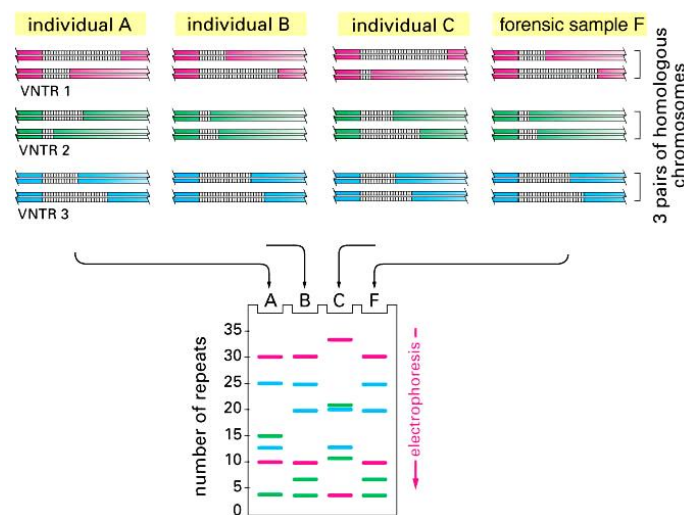 individual A
individual B
individual C
forensic sample F
VNTR 1
VNTR 2
VNTR 3
3 pairs of homologous
chromosomes
A B C F
number of repeats
35
30
25
20
15
10
5
0
electrophoresis